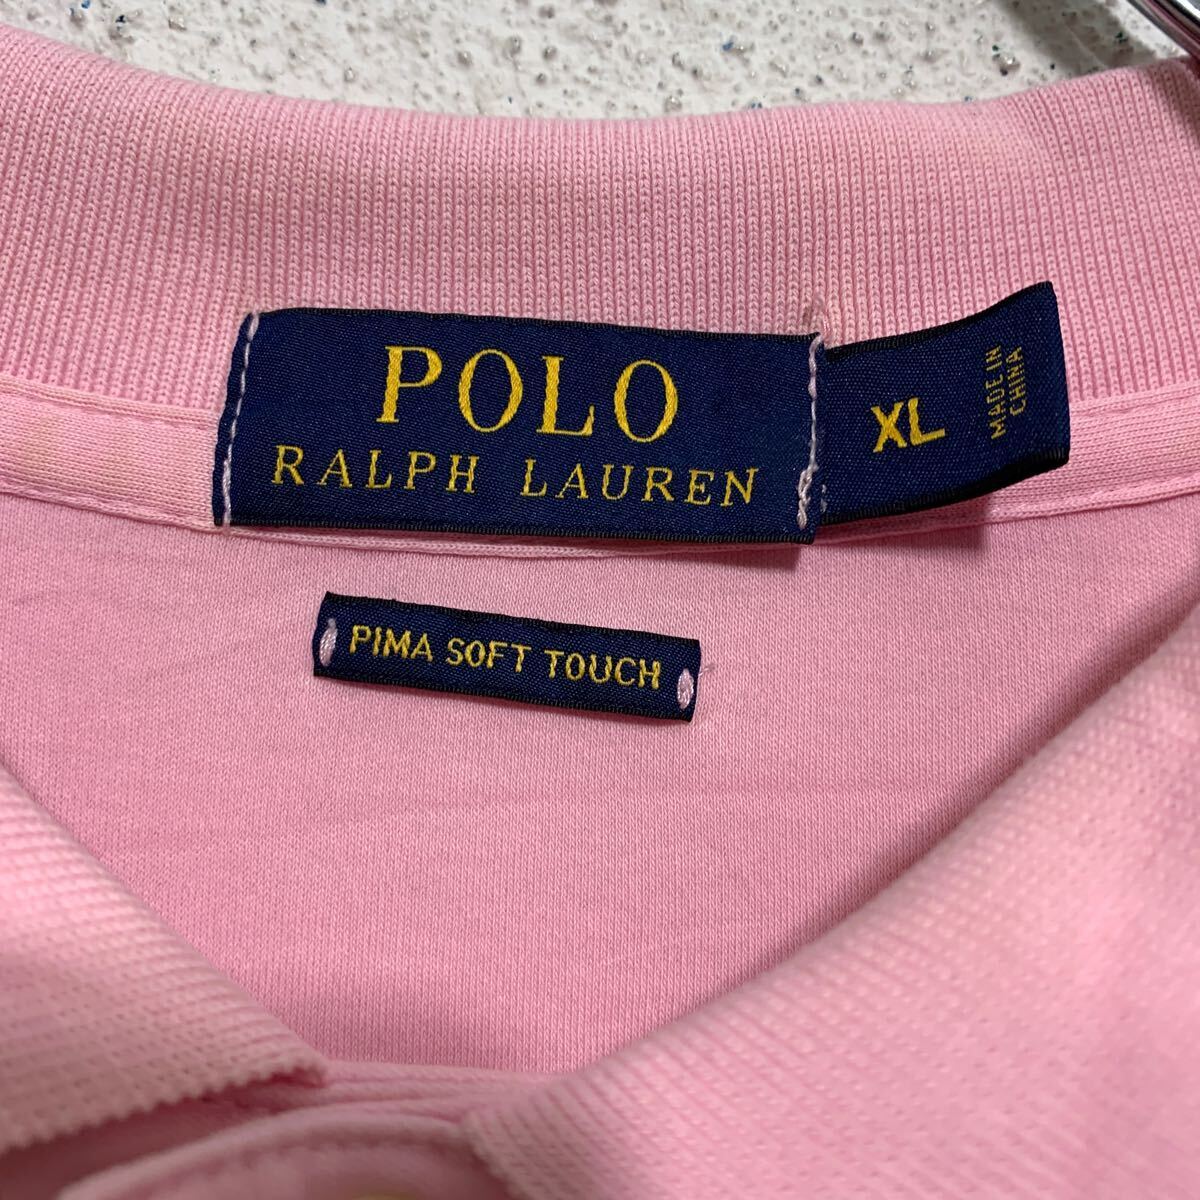 POLO
RALPH LAUREN
XL
MADE IN
CHINA
PIMA SOFT TOUCH